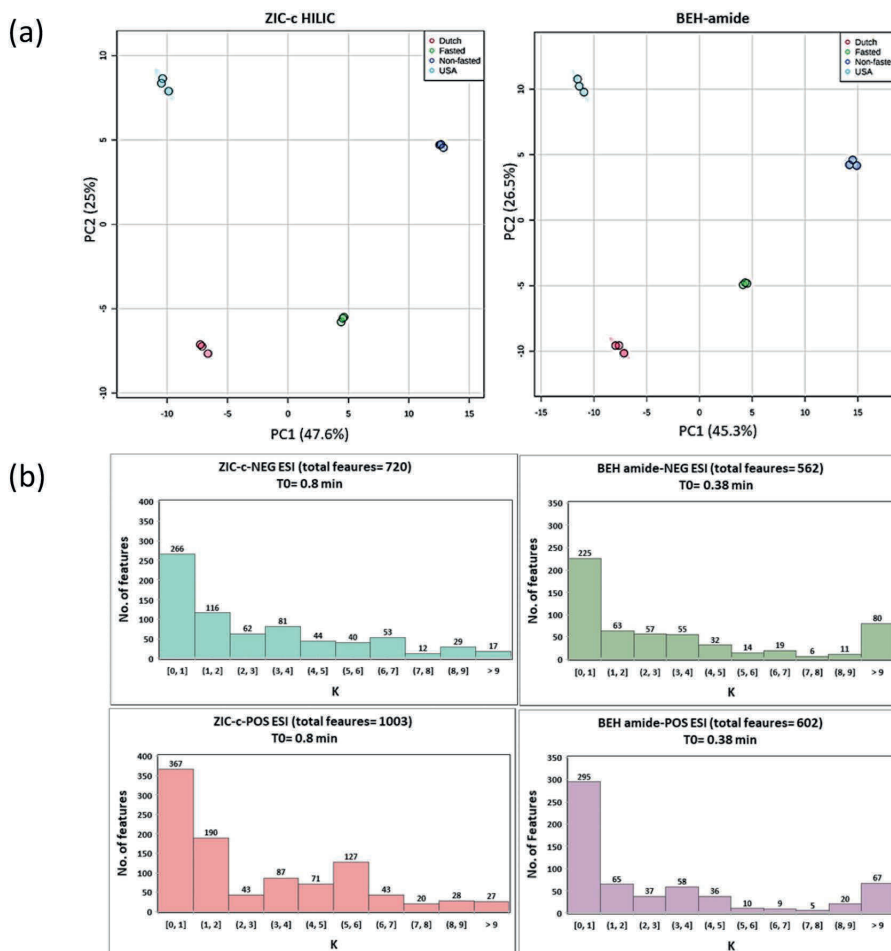 (a)
ZIC-c HILIC
Dutch
Fasted
Non-fasted
USA
10
5
0
-5
-10
PC2 (25%)
-10
-5
0
5
10
15
PC1 (47.6%)
BEH-amide
Dutch
Fasted
Non-fasted
USA
10
5
0
-5
-10
PC2 (26.5%)
-15
-10
-5
0
5
10
15
PC1 (45.3%)
(b)
ZIC-c-NEG ESI (total feaures= 720)
T0= 0.8 min
No. of features
400
350
300
250
200
150
100
50
0
266
116
62
81
44
40
53
12
29
17
[0, 1] (1, 2] (2, 3] (3, 4] (4, 5] (5, 6] (6, 7] (7, 8] (8, 9] > 9
K
BEH amide-NEG ESI (total feaures= 562)
T0= 0.38 min
No. of features
350
300
250
200
150
100
50
0
225
63
57
55
32
14
19
6
11
80
[0, 1] (1, 2] (2, 3] (3, 4] (4, 5] (5, 6] (6, 7] (7, 8] (8, 9] > 9
K
ZIC-c-POS ESI (total feaures= 1003)
T0= 0.8 min
No. of features
400
350
300
250
200
150
100
50
0
367
190
43
87
71
127
43
20
28
27
[0, 1] (1, 2] (2, 3] (3, 4] (4, 5] (5, 6] (6, 7] (7, 8] (8, 9] > 9
K
BEH amide-POS ESI (total feaures= 602)
T0= 0.38 min
No. of Features
350
300
250
200
150
100
50
0
295
65
37
58
36
10
9
5
20
67
[0, 1] (1, 2] (2, 3] (3, 4] (4, 5] (5, 6] (6, 7] (7, 8] (8, 9] > 9
K